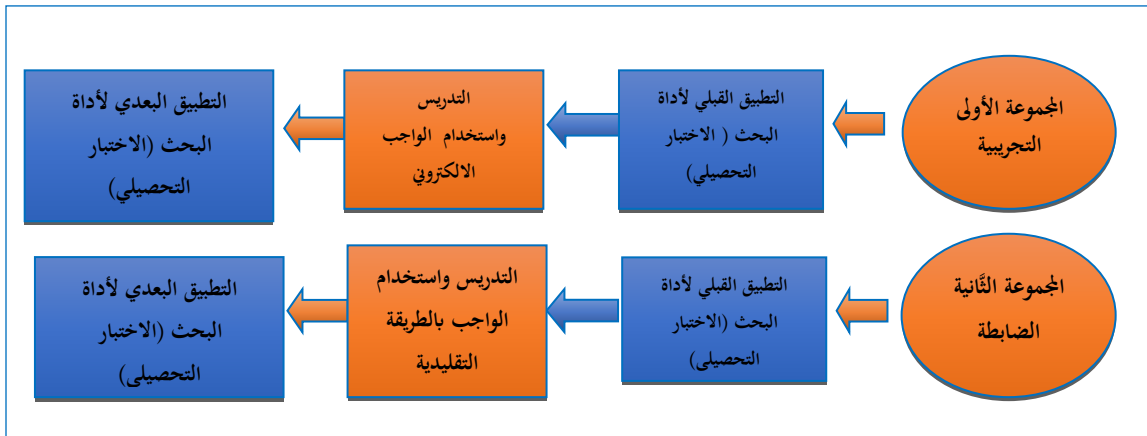 المجموعة الأولى
التجريبية
التطبيق القبلي لأداة
البحث ( الاختبار
التحصيلي)
التدريس
واستخدام الواجب
الالكتروني
التطبيق البعدي لأداة
البحث (الاختبار
التحصيلي)
المجموعة الثَّانية
الضابطة
التطبيق القبلي لأداة
البحث (الاختبار
التحصيلى)
التدريس واستخدام
الواجب بالطريقة
التقليدية
التطبيق البعدي لأداة
البحث (الاختبار
التحصيلى)